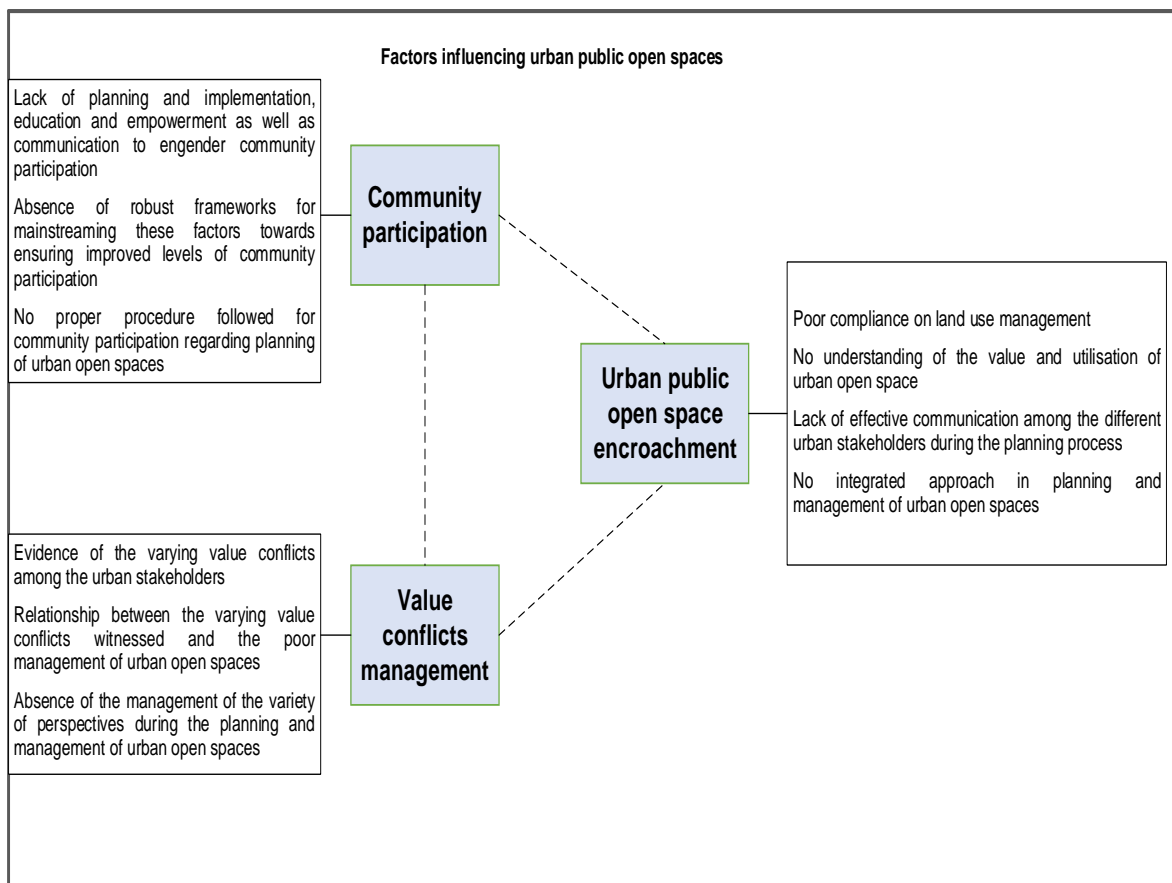 Factors influencing urban public open spaces
Lack of planning and implementation,
education and empowerment as well as
communication to engender community
participation
Absence of robust frameworks for
mainstreaming these factors towards
ensuring improved levels of community
participation
No proper procedure followed for
community participation regarding planning
of urban open spaces
Community
participation
Urban public
open space
encroachment
Poor compliance on land use management
No understanding of the value and utilisation of
urban open space
Lack of effective communication among the different
urban stakeholders during the planning process
No integrated approach in planning and
management of urban open spaces
Evidence of the varying value conflicts
among the urban stakeholders
Relationship between the varying value
conflicts witnessed and the poor
management of urban open spaces
Absence of the management of the variety
of perspectives during the planning and
management of urban open spaces
Value
conflicts
management